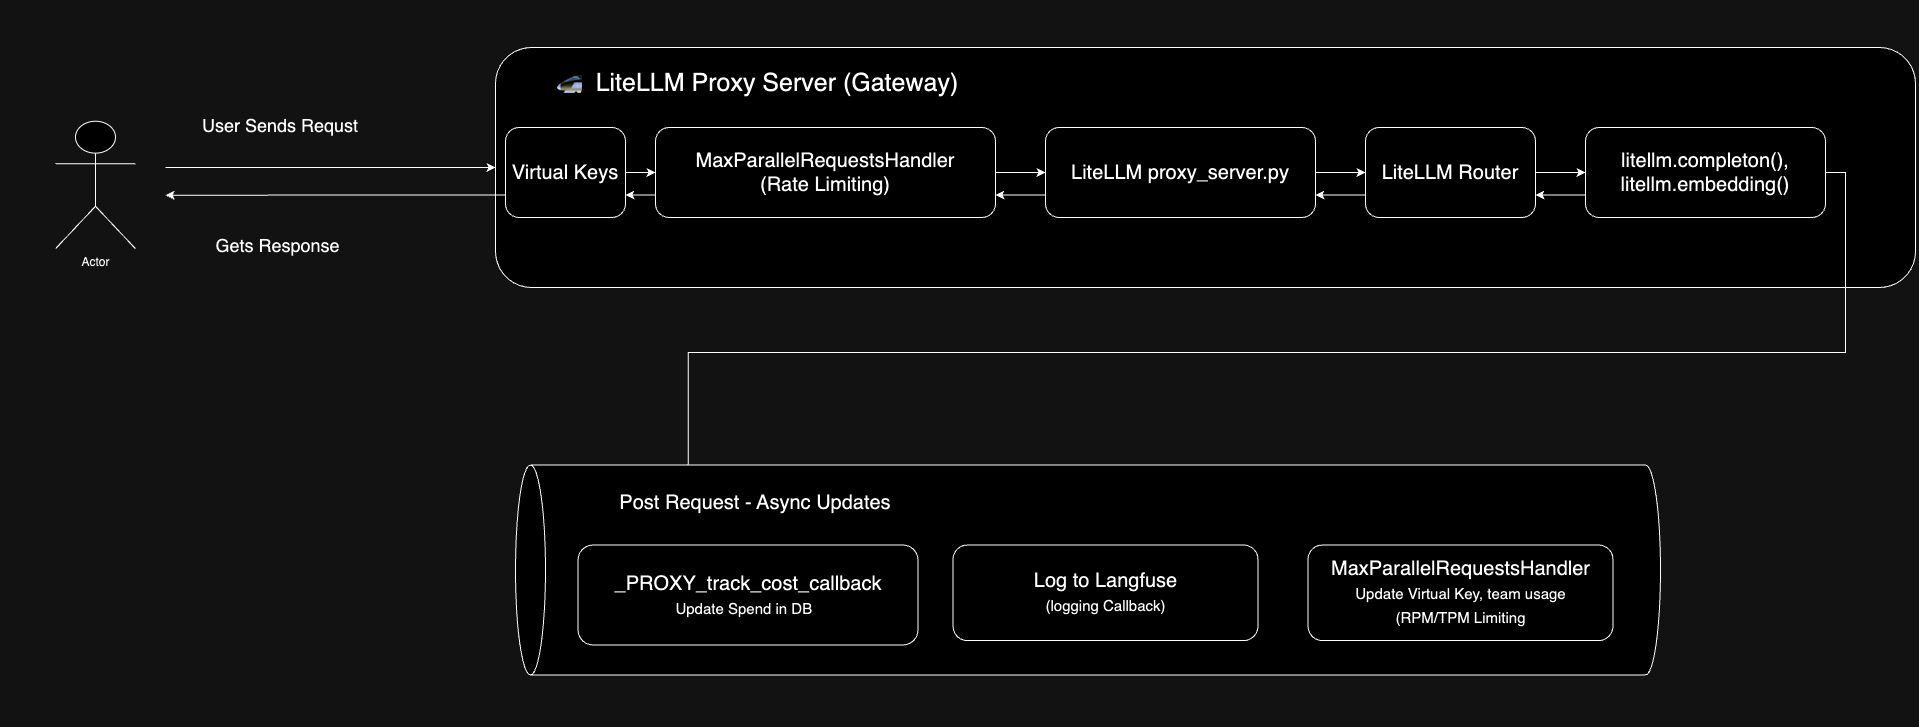 LiteLLM Proxy Server (Gateway)
User Sends Requst
Virtual Keys
MaxParallelRequestsHandler
(Rate Limiting)
LiteLLM proxy_server.py
LiteLLM Router
litellm.completon(),
litellm.embedding()
Gets Response
Actor
Post Request - Async Updates
_PROXY_track_cost_callback
Update Spend in DB
Log to Langfuse
(logging Callback)
MaxParallelRequestsHandler
Update Virtual Key, team usage
(RPM/TPM Limiting